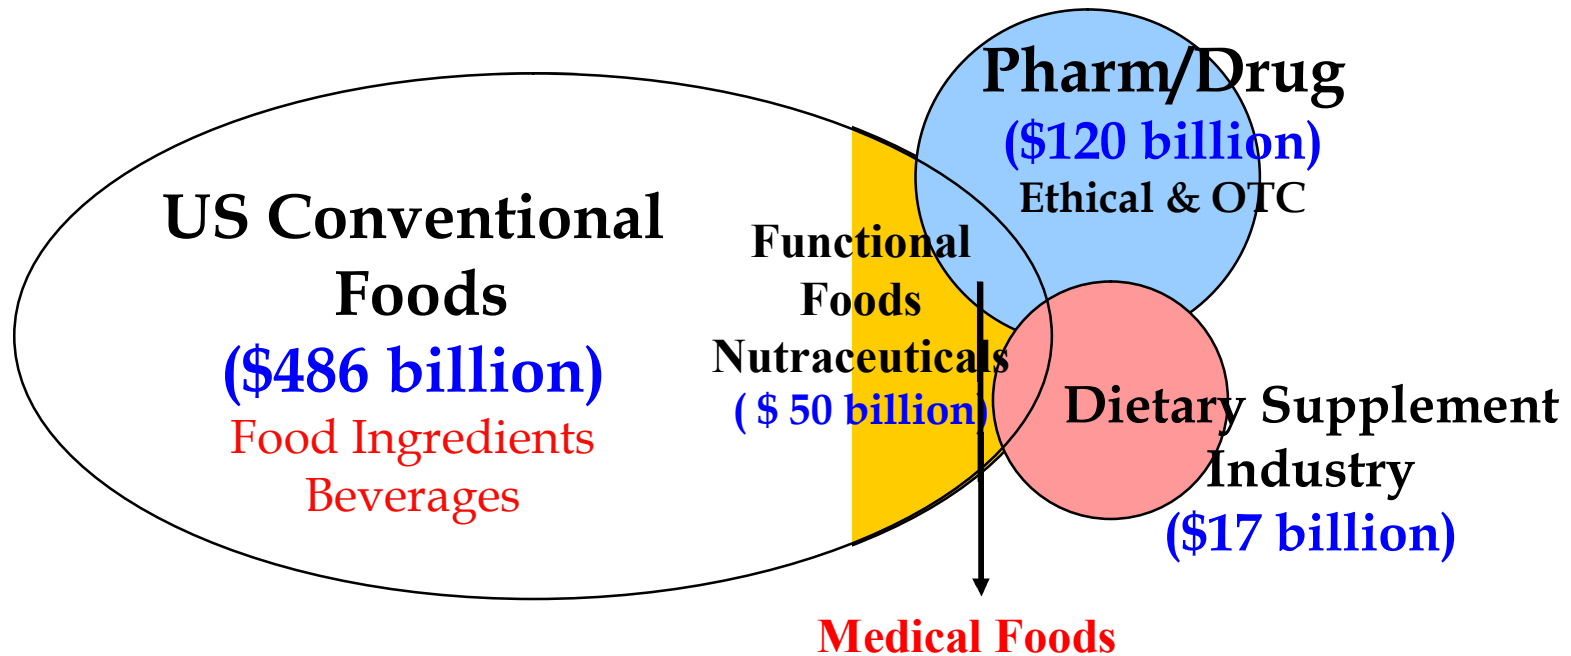 US Conventional
Foods
($486 billion)
Food Ingredients
Beverages
Functional
Foods
Nutraceuticals
( $ 50 billion)
Pharm/Drug
($120 billion)
Ethical & OTC
Dietary Supplement
Industry
($17 billion)
Medical Foods